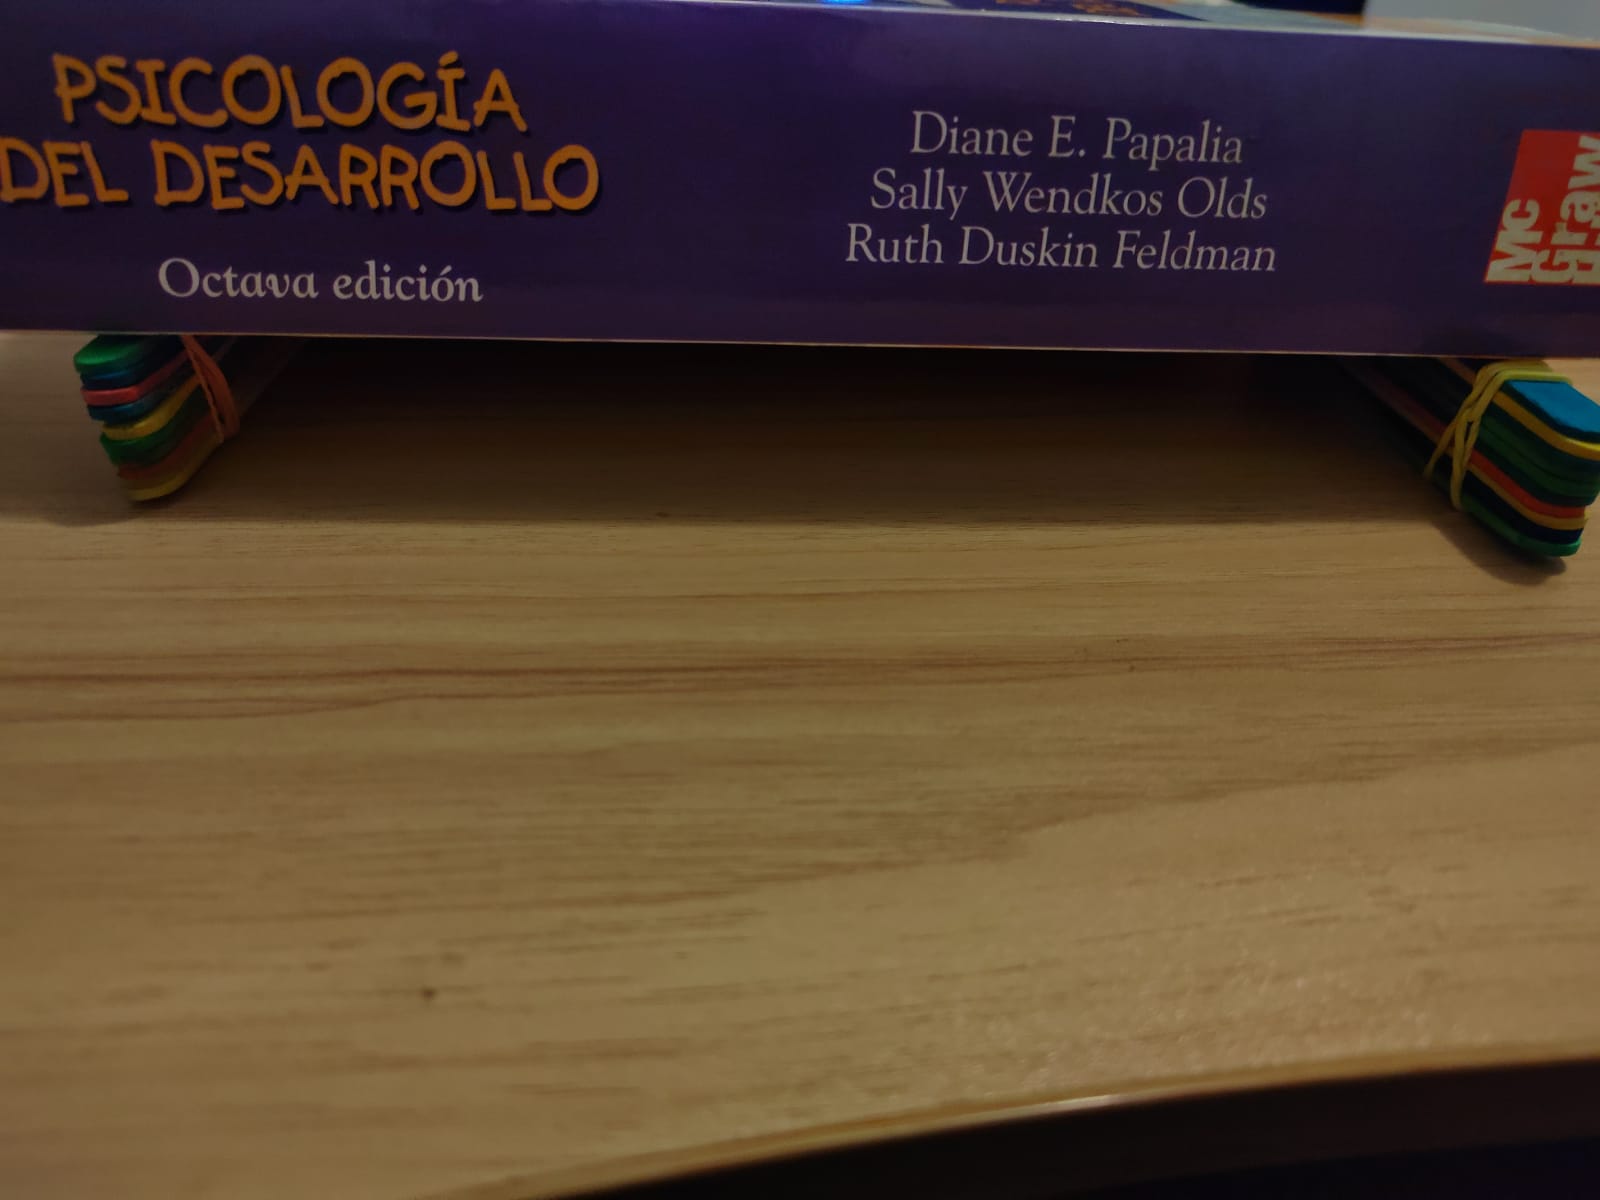 PSICOLOGÍA
DEL DESARROLLO
Octava edición
Diane E. Papalia
Sally Wendkos Olds
Ruth Duskin Feldman
Mc
Graw